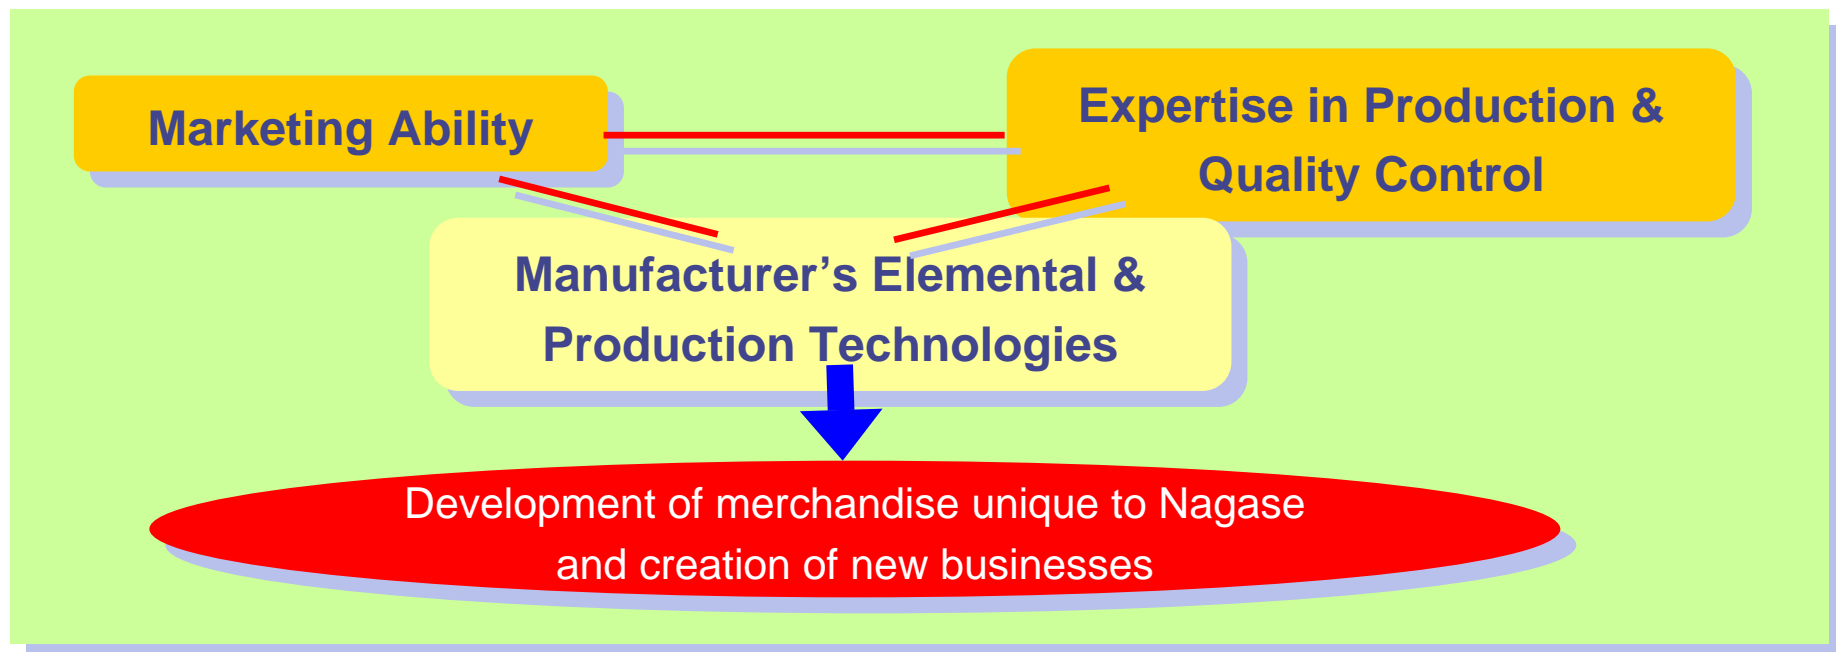 Marketing Ability
Expertise in Production &
Quality Control
Manufacturer’s Elemental &
Production Technologies
Development of merchandise unique to Nagase
and creation of new businesses